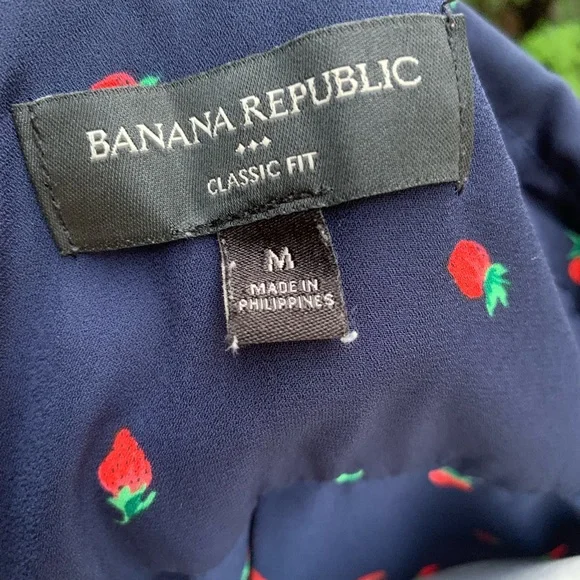 BANANA REPUBLIC
CLASSIC FIT
M
MADE IN
PHILIPPINES